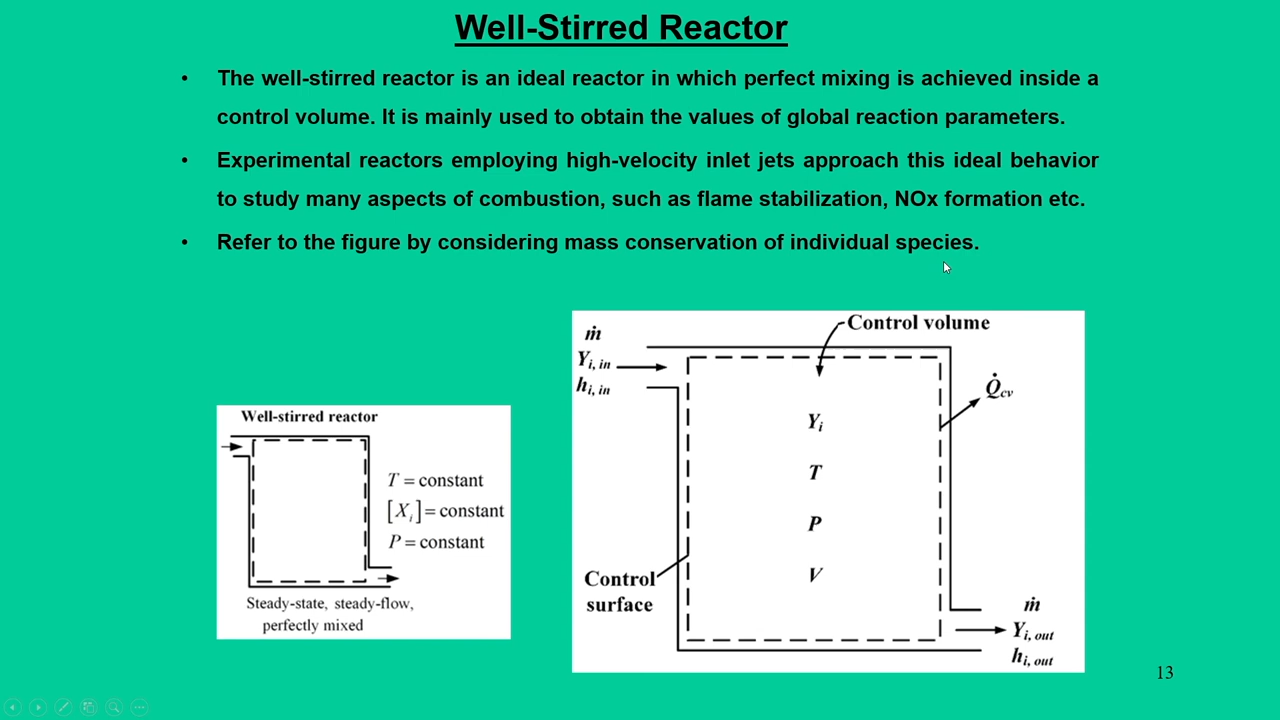 Well-Stirred Reactor
• The well-stirred reactor is an ideal reactor in which perfect mixing is achieved inside a
control volume. It is mainly used to obtain the values of global reaction parameters.
• Experimental reactors employing high-velocity inlet jets approach this ideal behavior
to study many aspects of combustion, such as flame stabilization, NOx formation etc.
• Refer to the figure by considering mass conservation of individual species.
Well-stirred reactor
T = constant
[Xᵢ] = constant
P = constant
Steady-state, steady-flow,
perfectly mixed
Control volume
ṁ
Yi, in
hi, in
Q̇cv
Yi
T
P
V
Control
surface
ṁ
Yi, out
hi, out
13